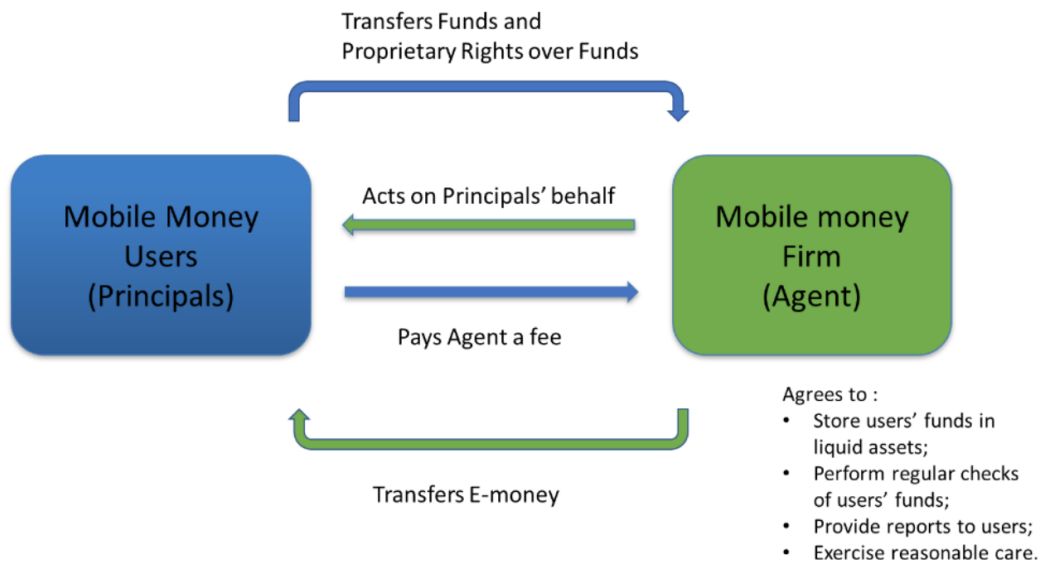 Transfers Funds and
Proprietary Rights over Funds
Mobile Money
Users
(Principals)
Acts on Principals’ behalf
Pays Agent a fee
Mobile money
Firm
(Agent)
Transfers E-money
Agrees to :
• Store users’ funds in
liquid assets;
• Perform regular checks
of users’ funds;
• Provide reports to users;
• Exercise reasonable care.